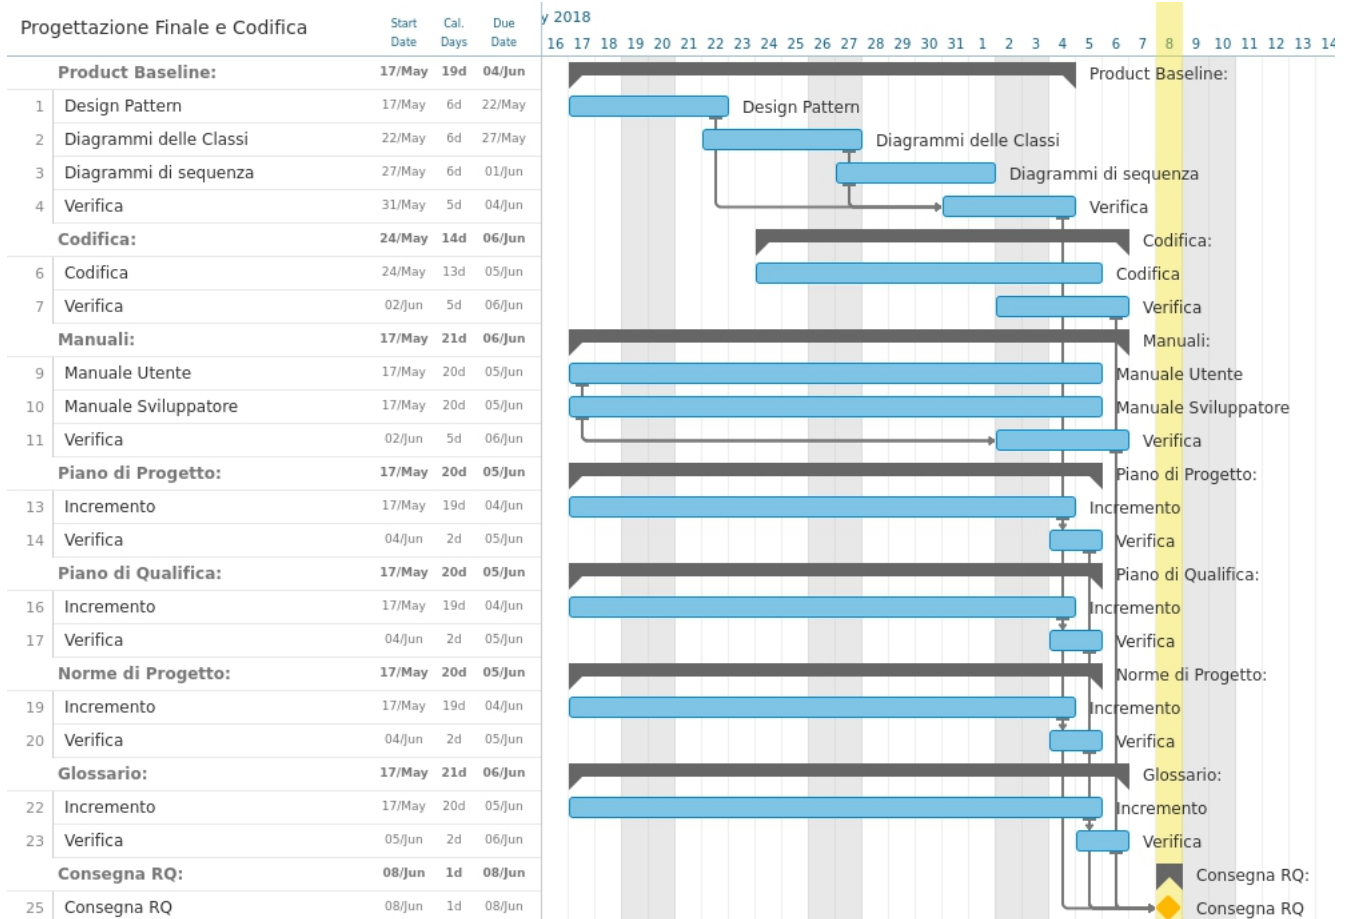 Progettazione Finale e Codifica
Start Date
Cal. Days
Due Date
y 2018
16 17 18 19 20 21 22 23 24 25 26 27 28 29 30 31 1 2 3 4 5 6 7 8 9 10 11 12 13 14
Product Baseline: 17/May 19d 04/Jun Product Baseline:
1 Design Pattern 17/May 6d 22/May Design Pattern
2 Diagrammi delle Classi 22/May 6d 27/May Diagrammi delle Classi
3 Diagrammi di sequenza 27/May 6d 01/Jun Diagrammi di sequenza
4 Verifica 31/May 5d 04/Jun Verifica
Codifica: 24/May 14d 06/Jun Codifica:
6 Codifica 24/May 13d 05/Jun Codifica
7 Verifica 02/Jun 5d 06/Jun Verifica
Manuali: 17/May 21d 06/Jun Manuali:
9 Manuale Utente 17/May 20d 05/Jun Manuale Utente
10 Manuale Sviluppatore 17/May 20d 05/Jun Manuale Sviluppatore
11 Verifica 02/Jun 5d 06/Jun Verifica
Piano di Progetto: 17/May 20d 05/Jun Piano di Progetto:
13 Incremento 17/May 19d 04/Jun Incremento
14 Verifica 04/Jun 2d 05/Jun Verifica
Piano di Qualifica: 17/May 20d 05/Jun Piano di Qualifica:
16 Incremento 17/May 19d 04/Jun Incremento
17 Verifica 04/Jun 2d 05/Jun Verifica
Norme di Progetto: 17/May 20d 05/Jun Norme di Progetto:
19 Incremento 17/May 19d 04/Jun Incremento
20 Verifica 04/Jun 2d 05/Jun Verifica
Glossario: 17/May 21d 06/Jun Glossario:
22 Incremento 17/May 20d 05/Jun Incremento
23 Verifica 05/Jun 2d 06/Jun Verifica
Consegna RQ: 08/Jun 1d 08/Jun Consegna RQ:
25 Consegna RQ 08/Jun 1d 08/Jun Consegna RQ